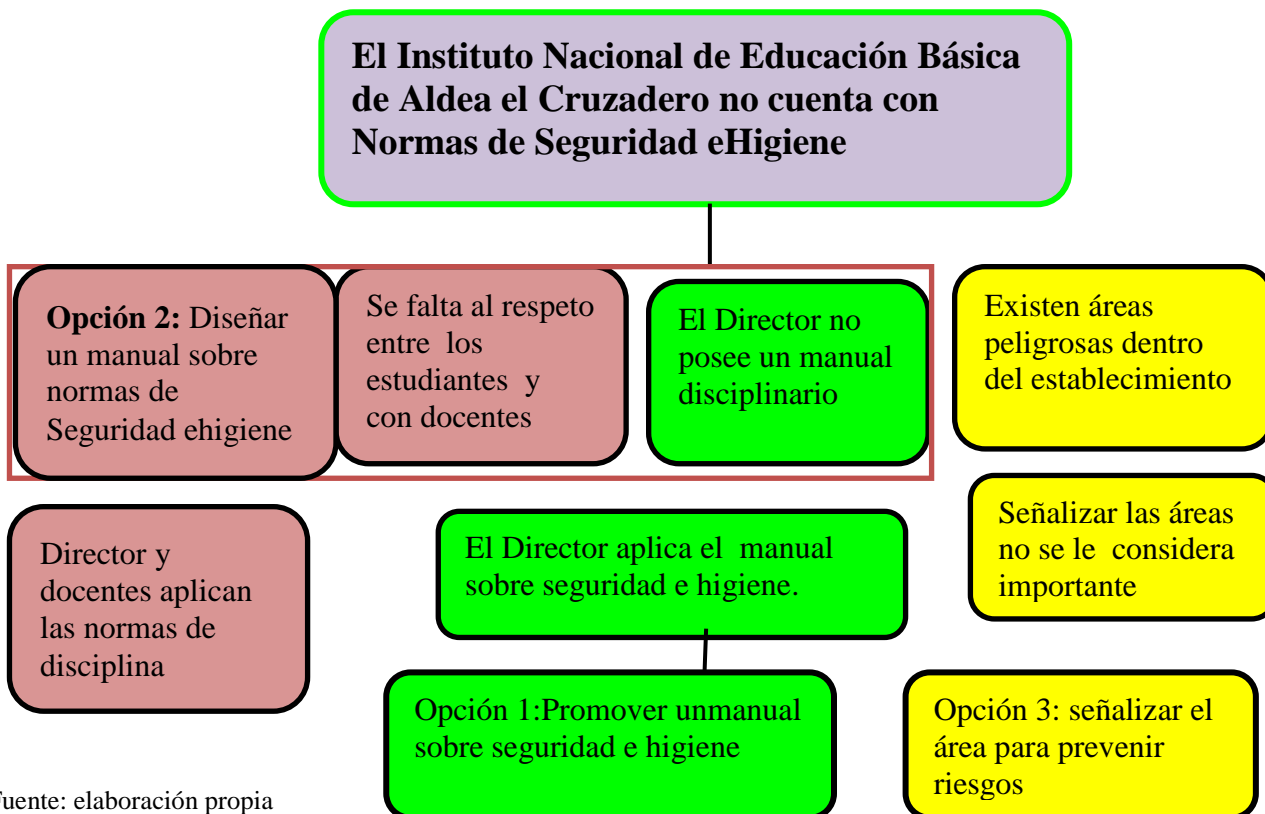 El Instituto Nacional de Educación Básica
de Aldea el Cruzadero no cuenta con
Normas de Seguridad eHigiene
Opción 2: Diseñar
un manual sobre
normas de
Seguridad ehigiene
Se falta al respeto
entre los
estudiantes y
con docentes
El Director no
posee un manual
disciplinario
Existen áreas
peligrosas dentro
del establecimiento
Director y
docentes aplican
las normas de
disciplina
El Director aplica el manual
sobre seguridad e higiene.
Señalizar las áreas
no se le considera
importante
Opción 1:Promover unmanual
sobre seguridad e higiene
Opción 3: señalizar el
área para prevenir
riesgos
Fuente: elaboración propia